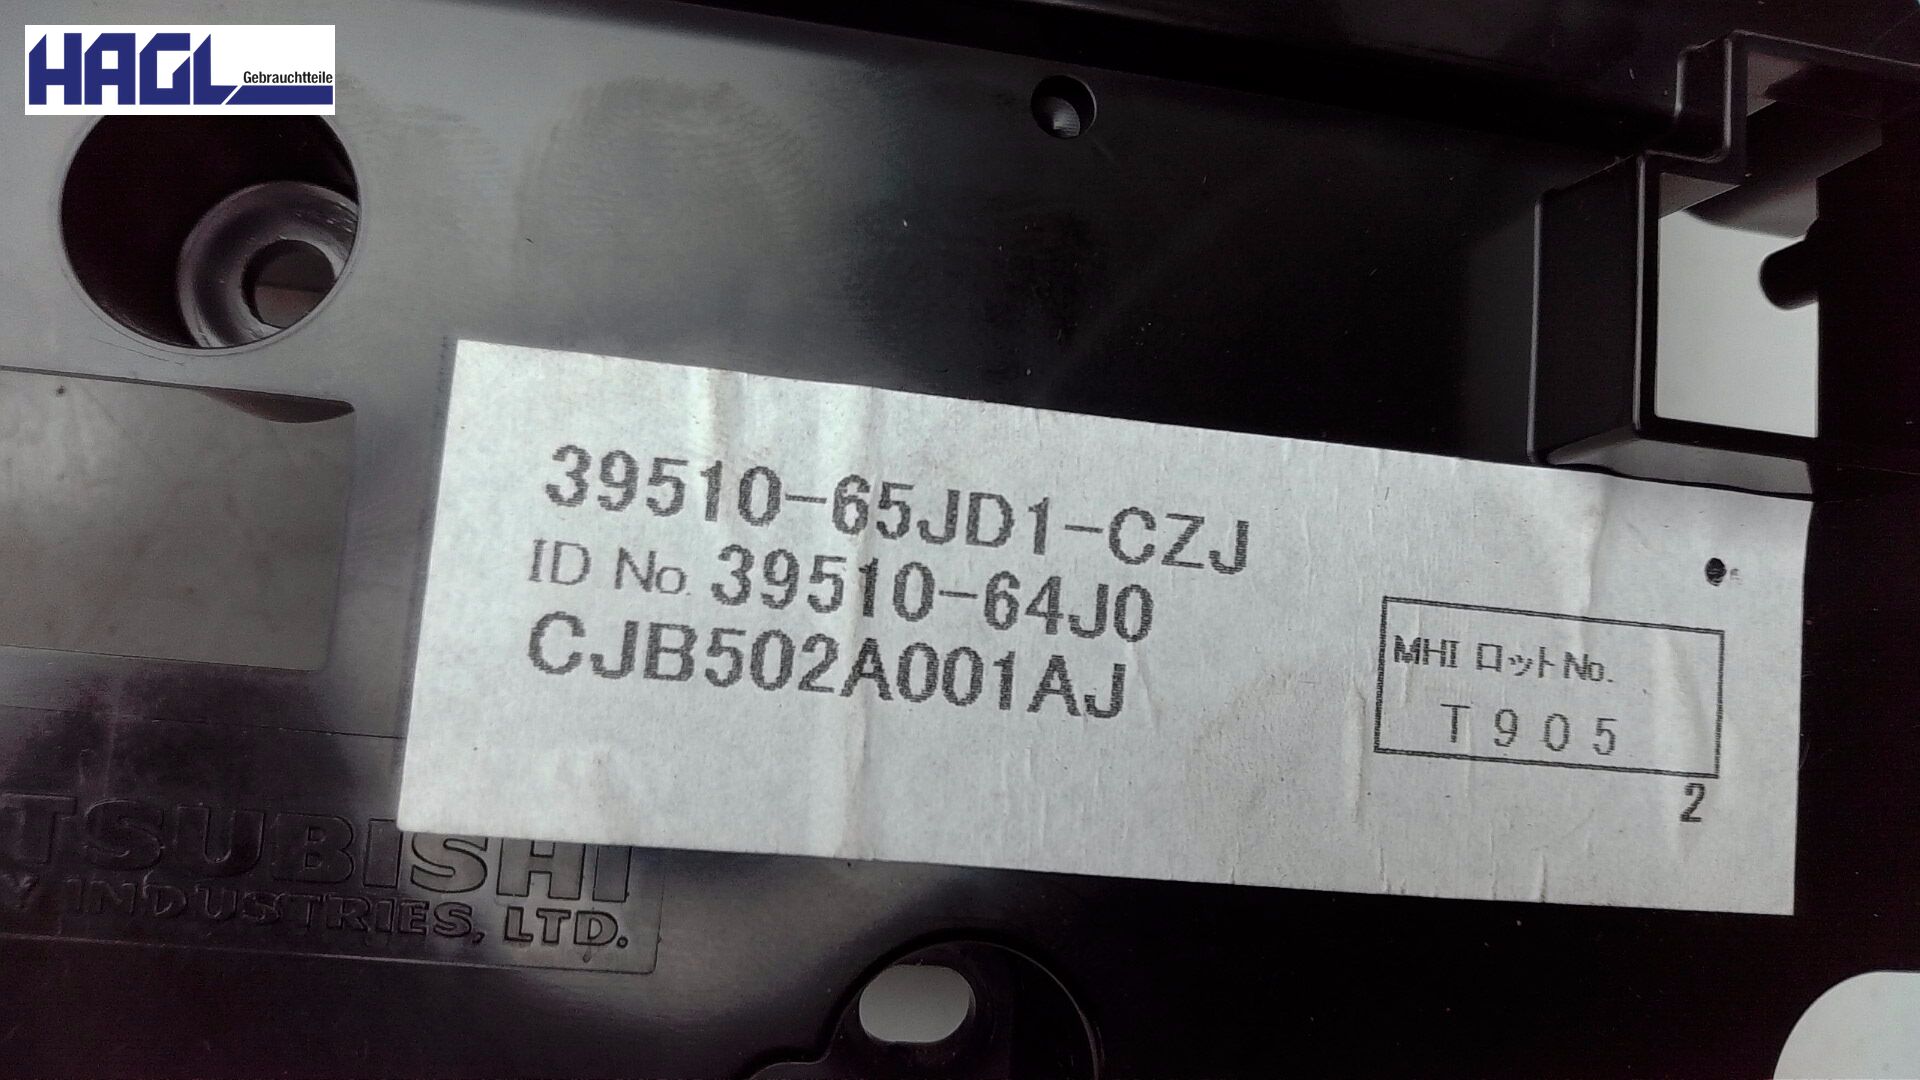 HAGL
Gebrauchtteile
39510-65JD1-CZJ
ID No. 39510-64J0
CJB502A001AJ
MHI ロットNo.
T905
2
TSUBISHI
Y INDUSTRIES, LTD.